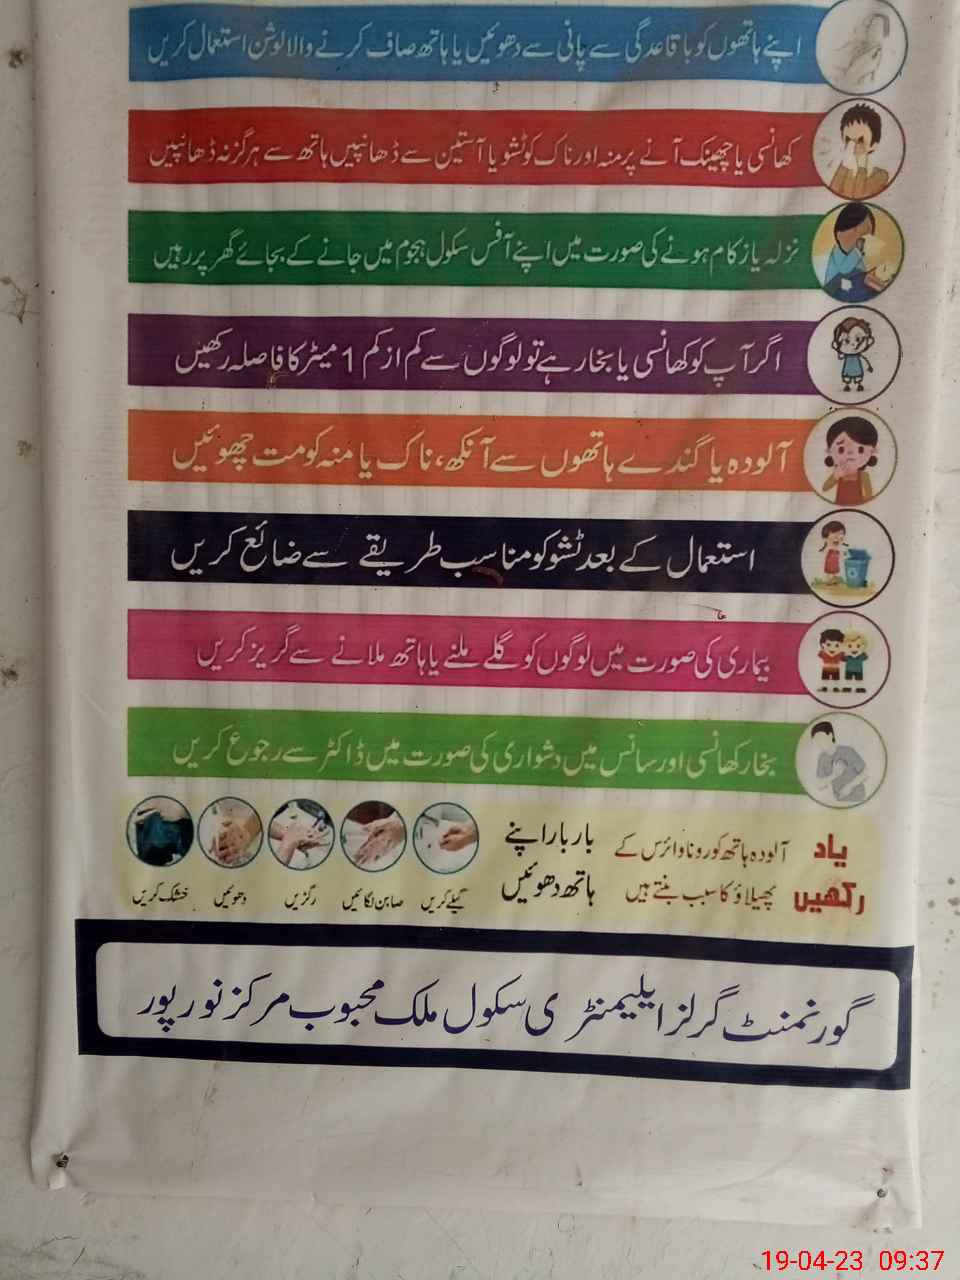 اپنے ہاتھوں کو باقاعدگی سے پانی سے دھوئیں یا ہاتھ صاف کرنے والا لوشن استعمال کریں
کھانسی یا چھینک آنے پر منہ اور ناک کو ٹشو یا آستین سے ڈھانپیں ہاتھ سے ہرگز نہ ڈھانپیں
نزلہ یا زکام ہونے کی صورت میں اپنے آفس سکول ہجوم میں جانے کے بجائے گھر پر رہیں
اگر آپ کو کھانسی یا بخار ہے تو لوگوں سے کم از کم 1 میٹر کا فاصلہ رکھیں
آلودہ یا گندے ہاتھوں سے آنکھ، ناک یا منہ کو مت چھوئیں
استعمال کے بعد ٹشو کو مناسب طریقے سے ضائع کریں
بیماری کی صورت میں لوگوں کو گلے ملنے یا ہاتھ ملانے سے گریز کریں
بخار کھانسی اور سانس میں دشواری کی صورت میں ڈاکٹر سے رجوع کریں
یاد رکھیں
آلودہ ہاتھ کورونا وائرس کے
پھیلاؤ کا سبب بنتے ہیں
بار بار اپنے
ہاتھ دھوئیں
گیلے کریں
صابن لگائیں
رگڑیں
دھوئیں
خشک کریں
گورنمنٹ گرلز ایلیمنٹری سکول ملک محبوب مرکز نور پور
19-04-23 09:37